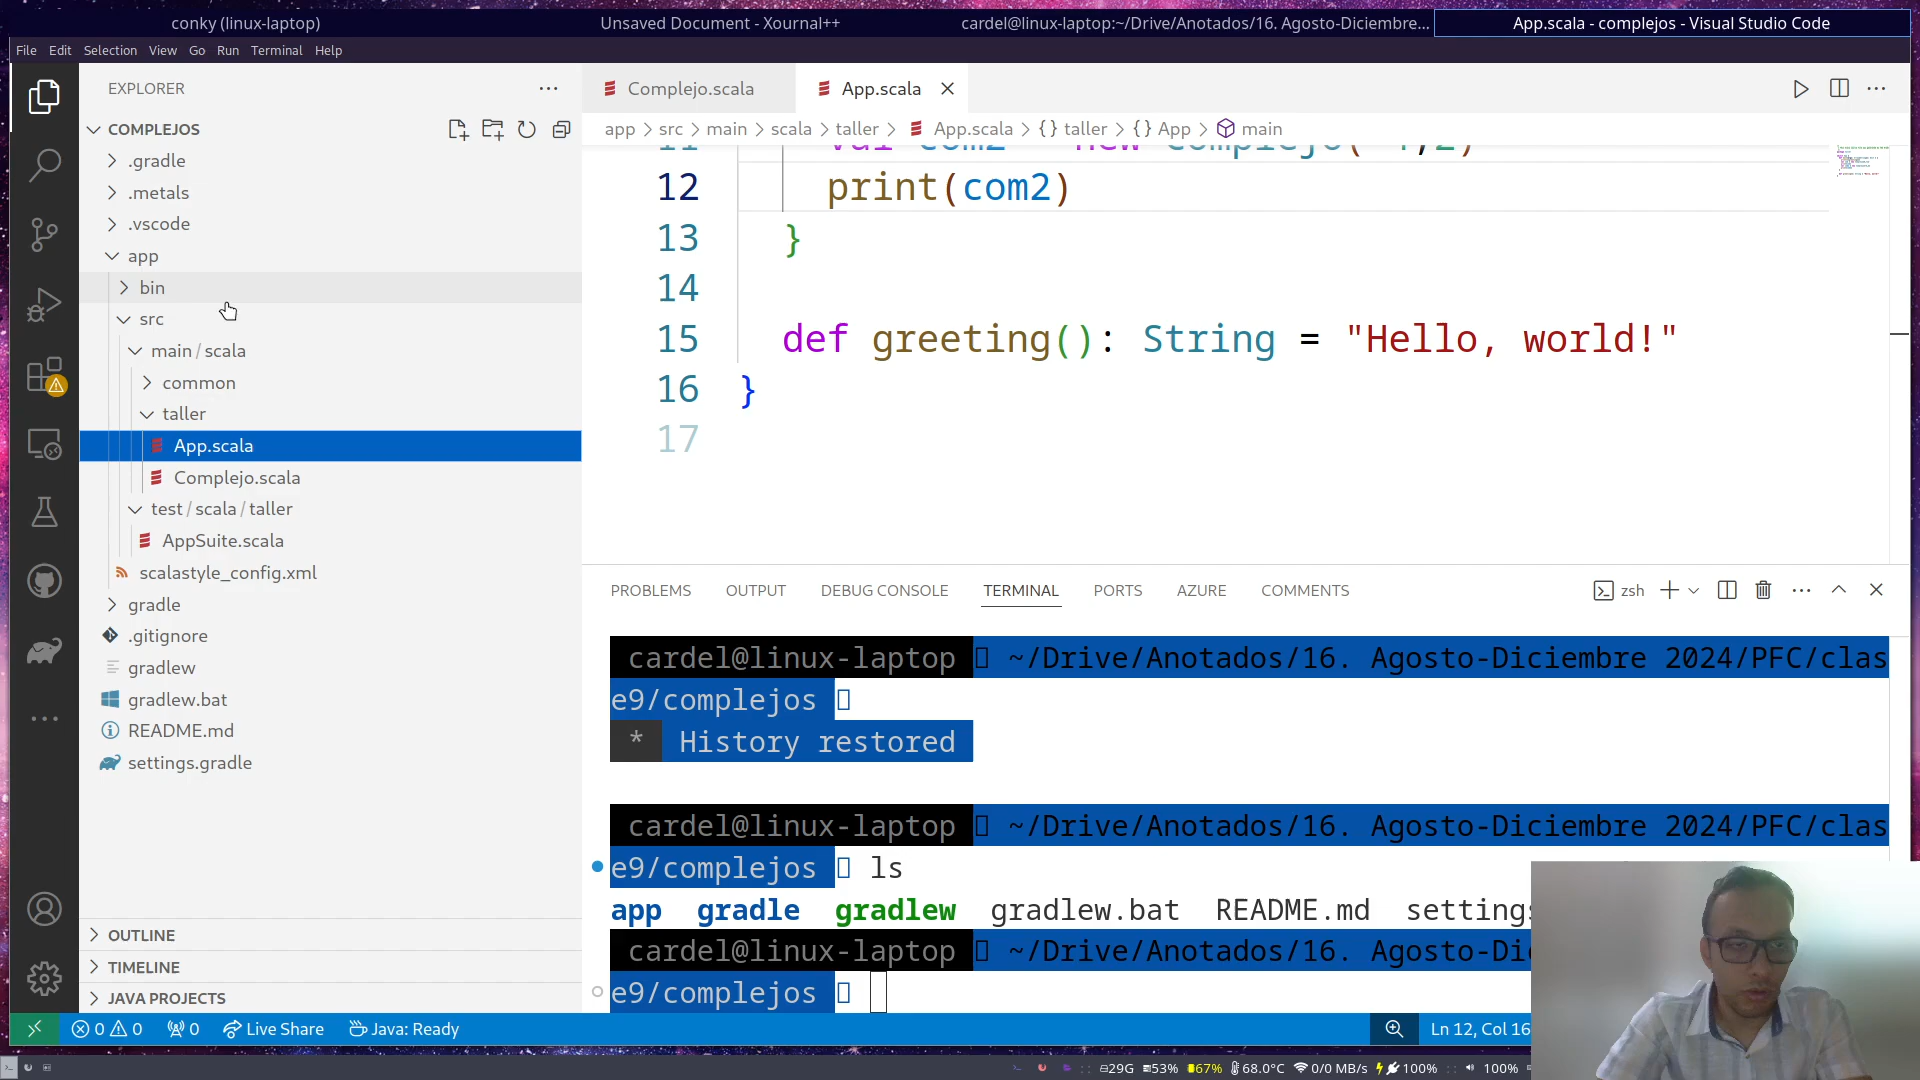 conky (linux-laptop)
Unsaved Document - Xournal++
cardel@linux-laptop:~/Drive/Anotados/16. Agosto-Diciembre...
App.scala - complejos - Visual Studio Code
File Edit Selection View Go Run Terminal Help
EXPLORER
COMPLEJOS
.gradle
.metals
.vscode
app
bin
src
main/scala
common
taller
App.scala
Complejo.scala
test/scala/taller
AppSuite.scala
scalastyle_config.xml
gradle
.gitignore
gradlew
gradlew.bat
README.md
settings.gradle
OUTLINE
TIMELINE
JAVA PROJECTS
Complejo.scala
App.scala
app > src > main > scala > taller > App.scala > {} taller > {} App > main
12 print(com2)
13 }
14
15 def greeting(): String = "Hello, world!"
16 }
17
PROBLEMS OUTPUT DEBUG CONSOLE TERMINAL PORTS AZURE COMMENTS
zsh
cardel@linux-laptop ~/Drive/Anotados/16. Agosto-Diciembre 2024/PFC/clas
e9/complejos
* History restored
cardel@linux-laptop ~/Drive/Anotados/16. Agosto-Diciembre 2024/PFC/clas
e9/complejos ls
app gradle gradlew gradlew.bat README.md settings
cardel@linux-laptop ~/Drive/Anotados/16. Agosto-Di
e9/complejos
0 0 0 Live Share Java: Ready
Ln 12, Col 16
29G 53% 67% 68.0°C 0/0 MB/s 100% 100%